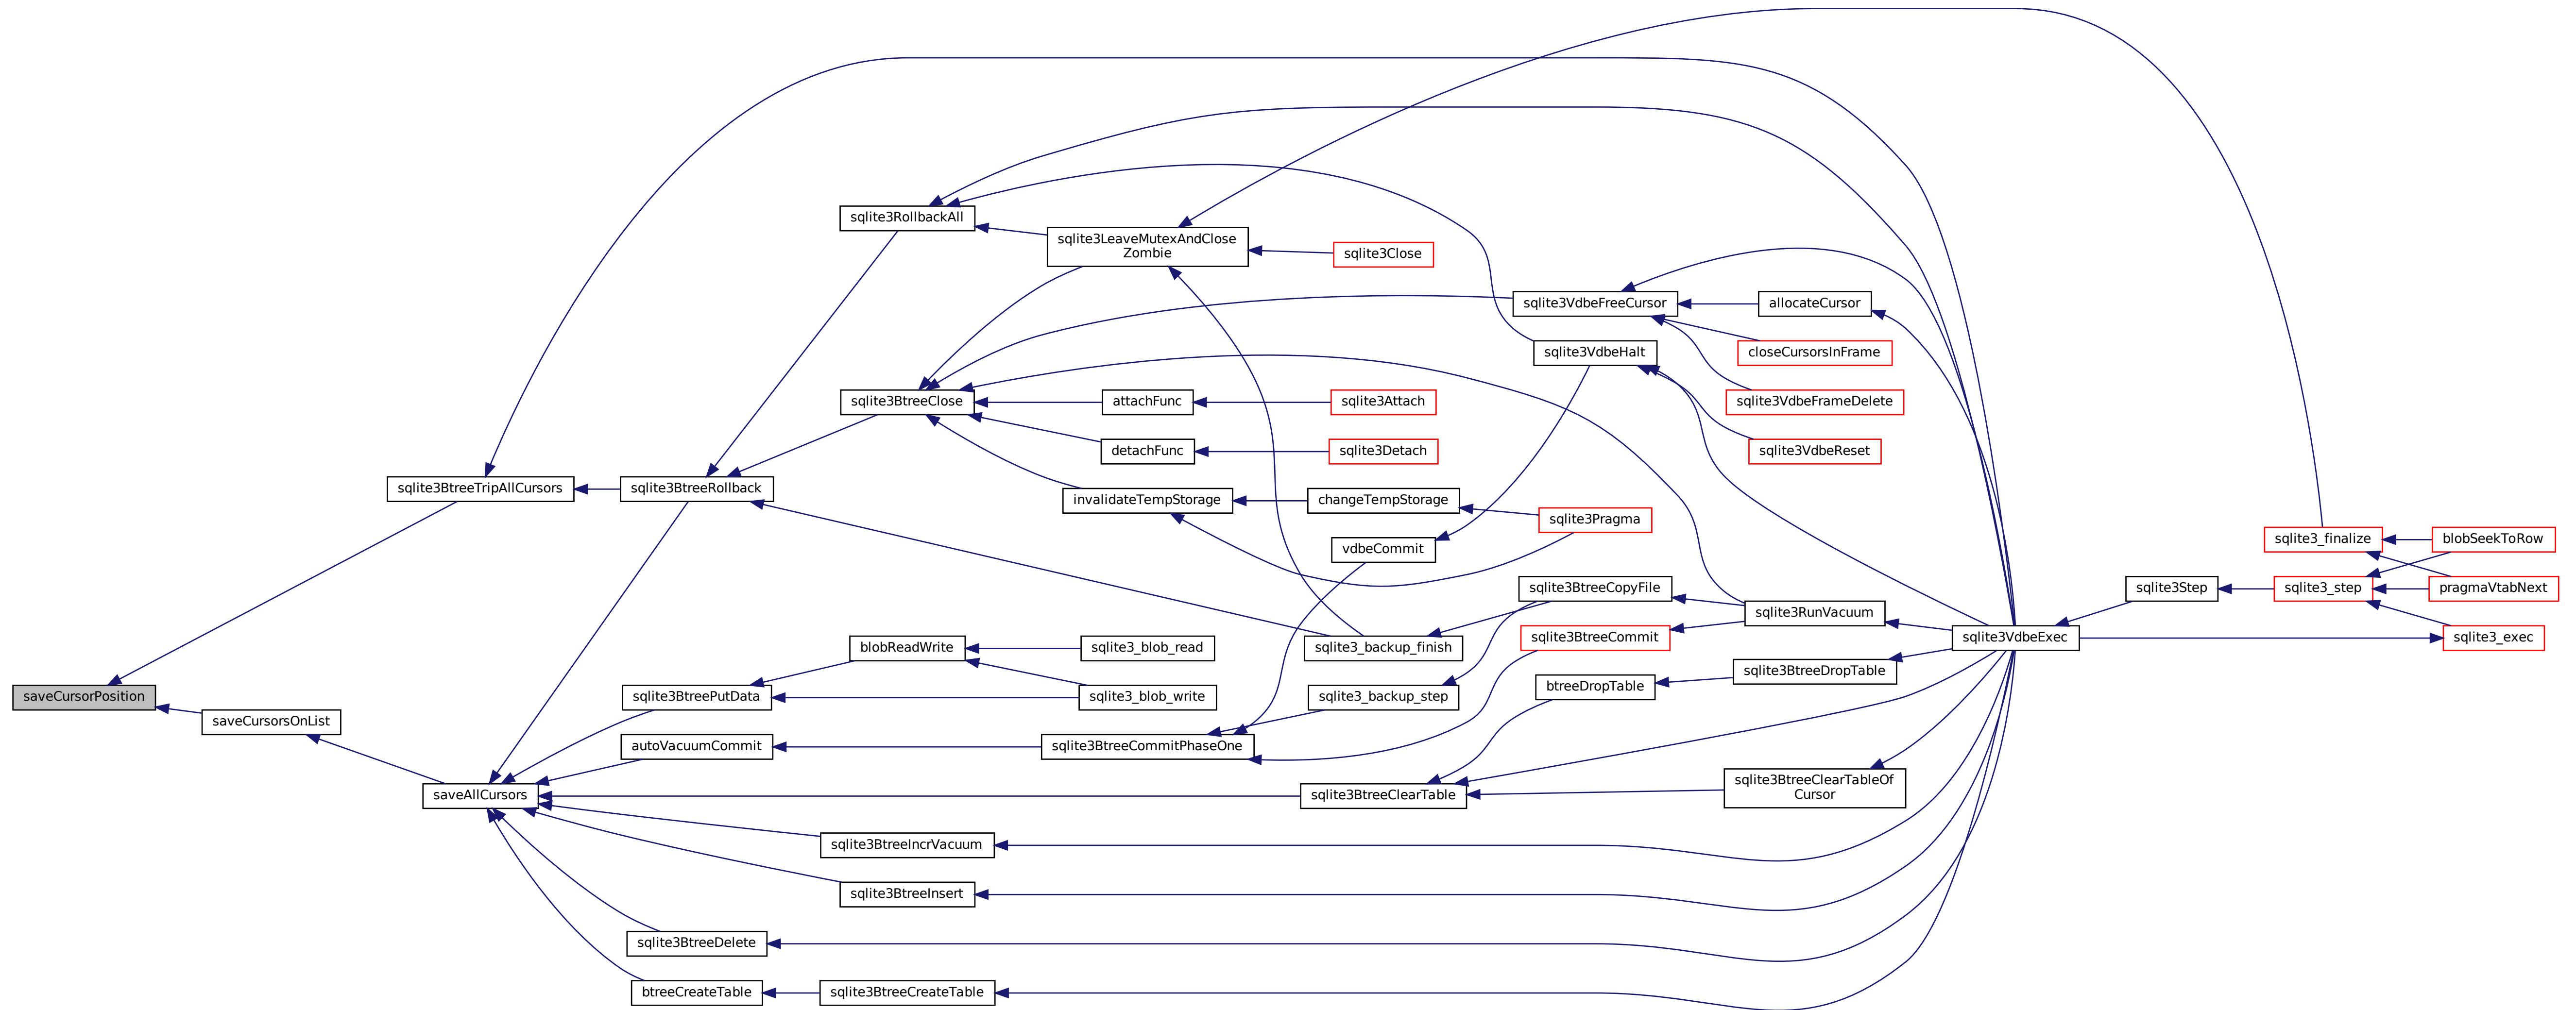 saveCursorPosition
saveCursorsOnList
sqlite3BtreeTripAllCursors
saveAllCursors
sqlite3BtreeRollback
sqlite3BtreePutData
autoVacuumCommit
sqlite3BtreeDelete
btreeCreateTable
sqlite3RollbackAll
sqlite3BtreeClose
blobReadWrite
sqlite3BtreeIncrVacuum
sqlite3BtreeInsert
sqlite3BtreeCreateTable
sqlite3LeaveMutexAndClose
Zombie
attachFunc
detachFunc
invalidateTempStorage
sqlite3_blob_write
sqlite3BtreeCommitPhaseOne
sqlite3Close
sqlite3Attach
sqlite3Detach
changeTempStorage
vdbeCommit
sqlite3_backup_finish
sqlite3_blob_read
sqlite3_backup_step
sqlite3BtreeClearTable
sqlite3VdbeFreeCursor
sqlite3VdbeHalt
sqlite3Pragma
sqlite3BtreeCopyFile
sqlite3BtreeCommit
btreeDropTable
allocateCursor
closeCursorsInFrame
sqlite3VdbeFrameDelete
sqlite3VdbeReset
sqlite3RunVacuum
sqlite3BtreeDropTable
sqlite3BtreeClearTableOf
Cursor
sqlite3VdbeExec
sqlite3Step
sqlite3_finalize
sqlite3_step
blobSeekToRow
pragmaVtabNext
sqlite3_exec